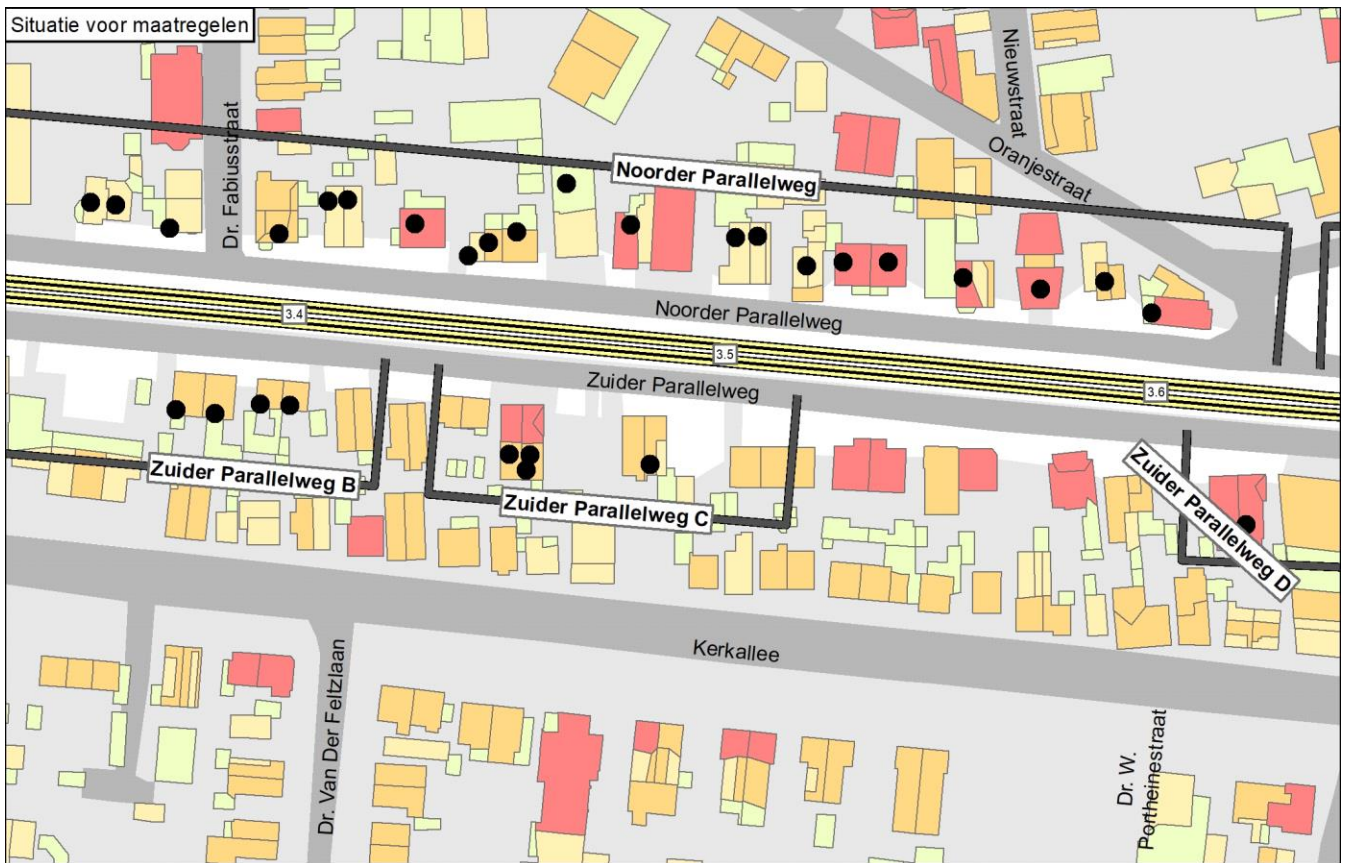 Situatie voor maatregelen
Nieuwstraat
Oranjestraat
Dr. Fabiusstraat
Noorder Parallelweg
Noorder Parallelweg
3.4
3.5
3.6
Zuider Parallelweg
Zuider Parallelweg B
Zuider Parallelweg C
Zuider Parallelweg D
Kerkallee
Dr. Van Der Feltzlaan
Dr. W.
Portheinestraat